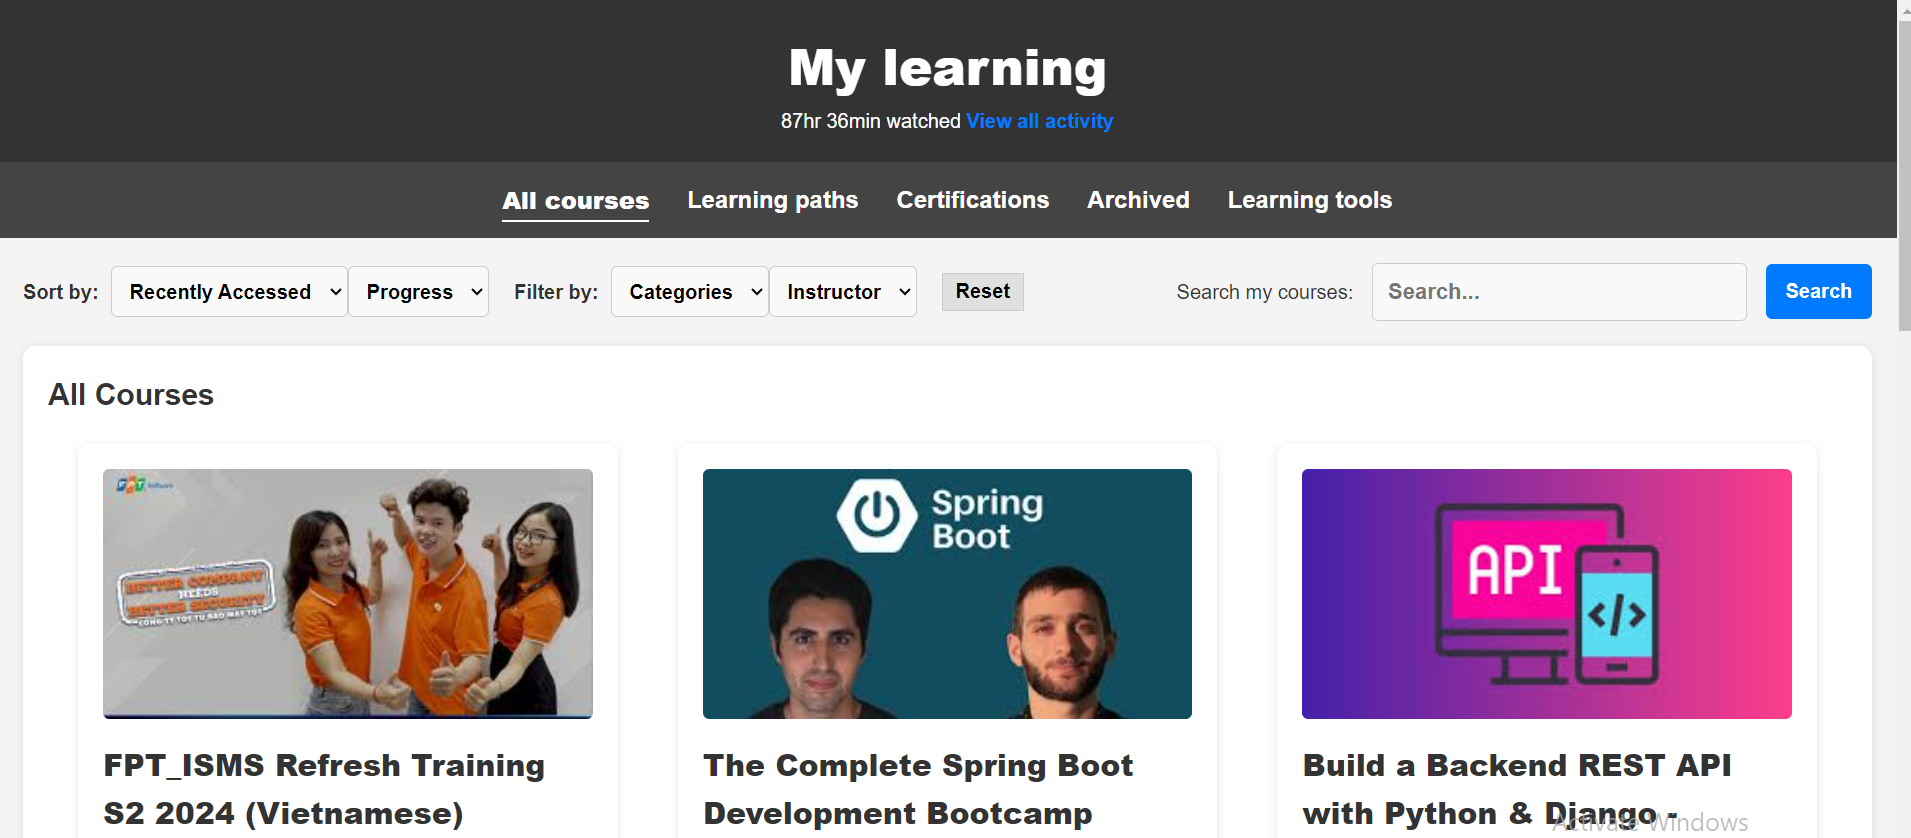 My learning
87hr 36min watched View all activity
All courses Learning paths Certifications Archived Learning tools
Sort by: Recently Accessed Progress Filter by: Categories Instructor Reset Search my courses: Search... Search
All Courses
FPT Software
BETTER COMPANY
NEEDS
BETTER SECURITY
CÔNG TY TỐT TỪ BẢO MẬT TỐT
Spring
Boot
API
</>
FPT_ISMS Refresh Training
S2 2024 (Vietnamese)
The Complete Spring Boot
Development Bootcamp
Build a Backend REST API
with Python & Django -
Activate Windows